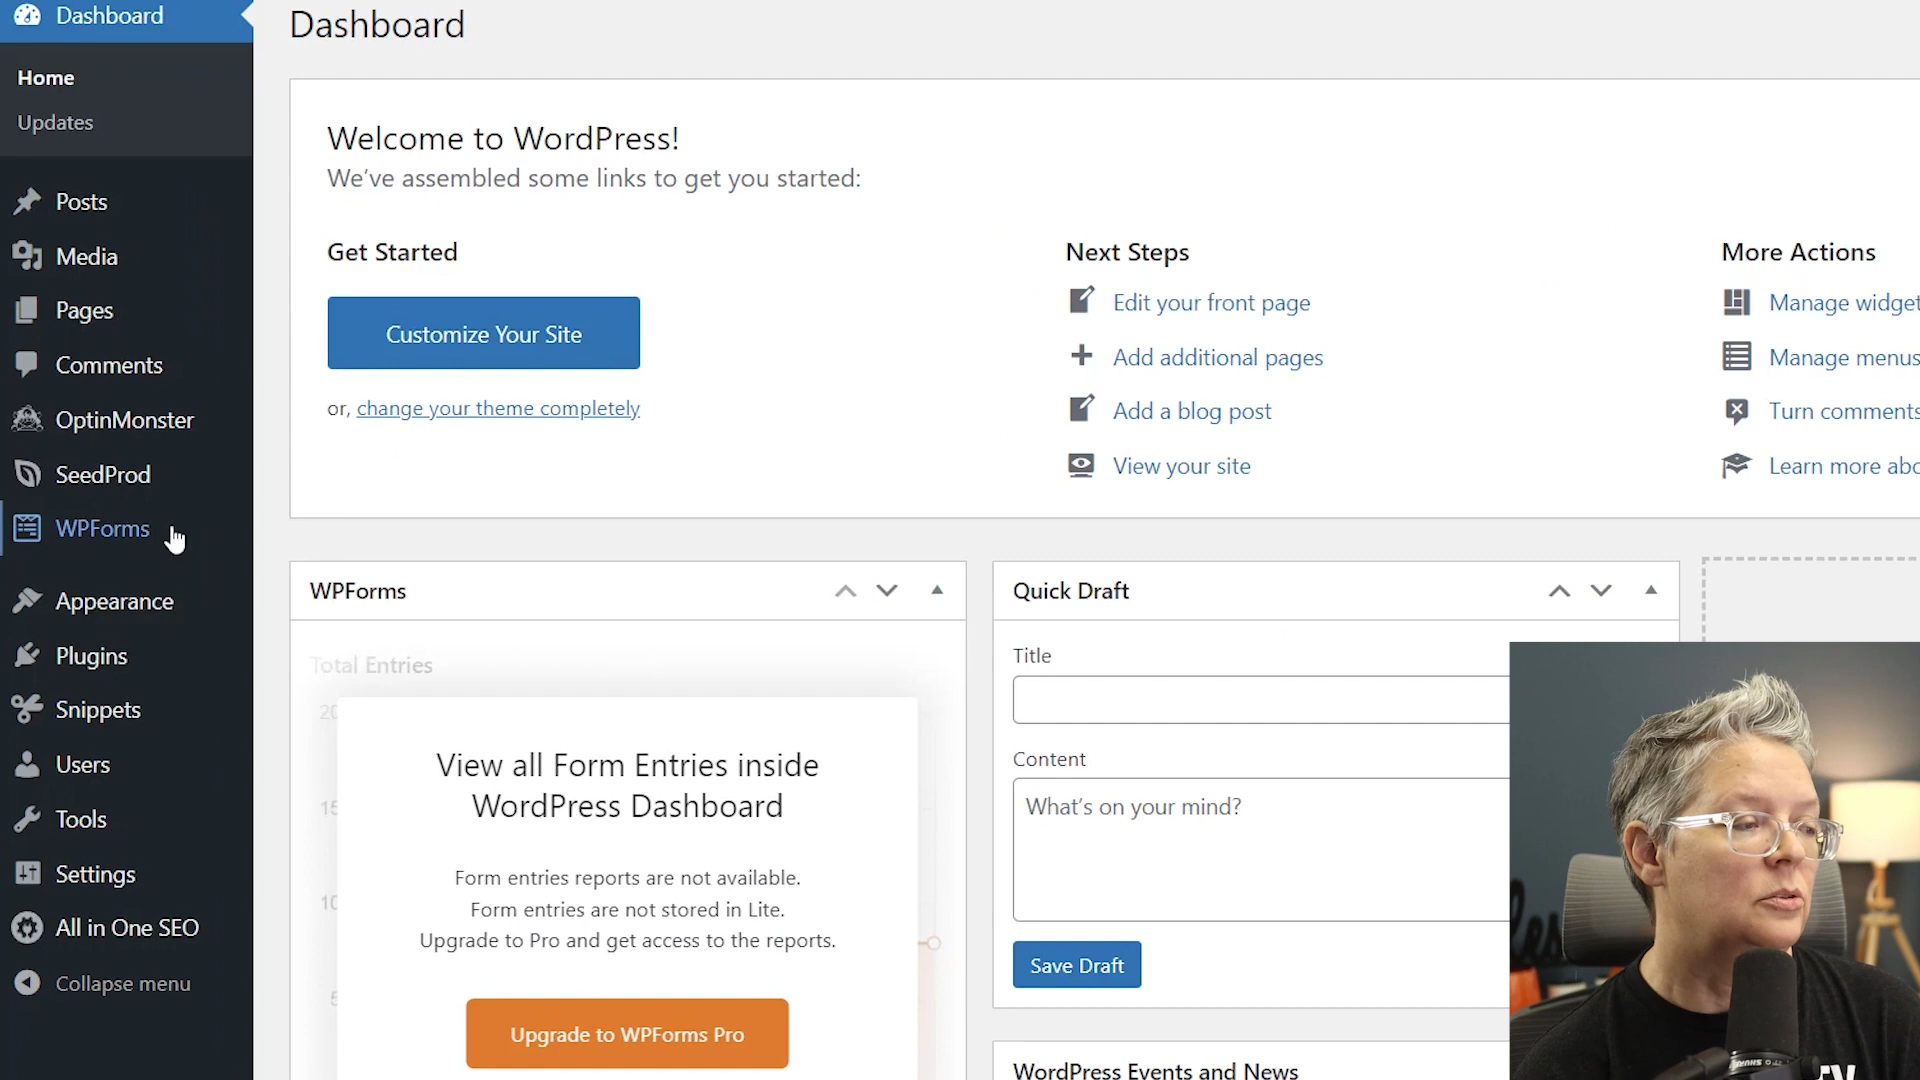 Dashboard
Home
Updates
Posts
Media
Pages
Comments
OptinMonster
SeedProd
WPForms
Appearance
Plugins
Snippets
Users
Tools
Settings
All in One SEO
Collapse menu
Dashboard
Welcome to WordPress!
We've assembled some links to get you started:
Get Started
Customize Your Site
or, change your theme completely
Next Steps
Edit your front page
Add additional pages
Add a blog post
View your site
More Actions
Manage widget
Manage menus
Turn comments
Learn more abo
WPForms
Total Entries
20
15
10
5
View all Form Entries inside
WordPress Dashboard
Form entries reports are not available.
Form entries are not stored in Lite.
Upgrade to Pro and get access to the reports.
Upgrade to WPForms Pro
Quick Draft
Title
Content
What's on your mind?
Save Draft
WordPress Events and News